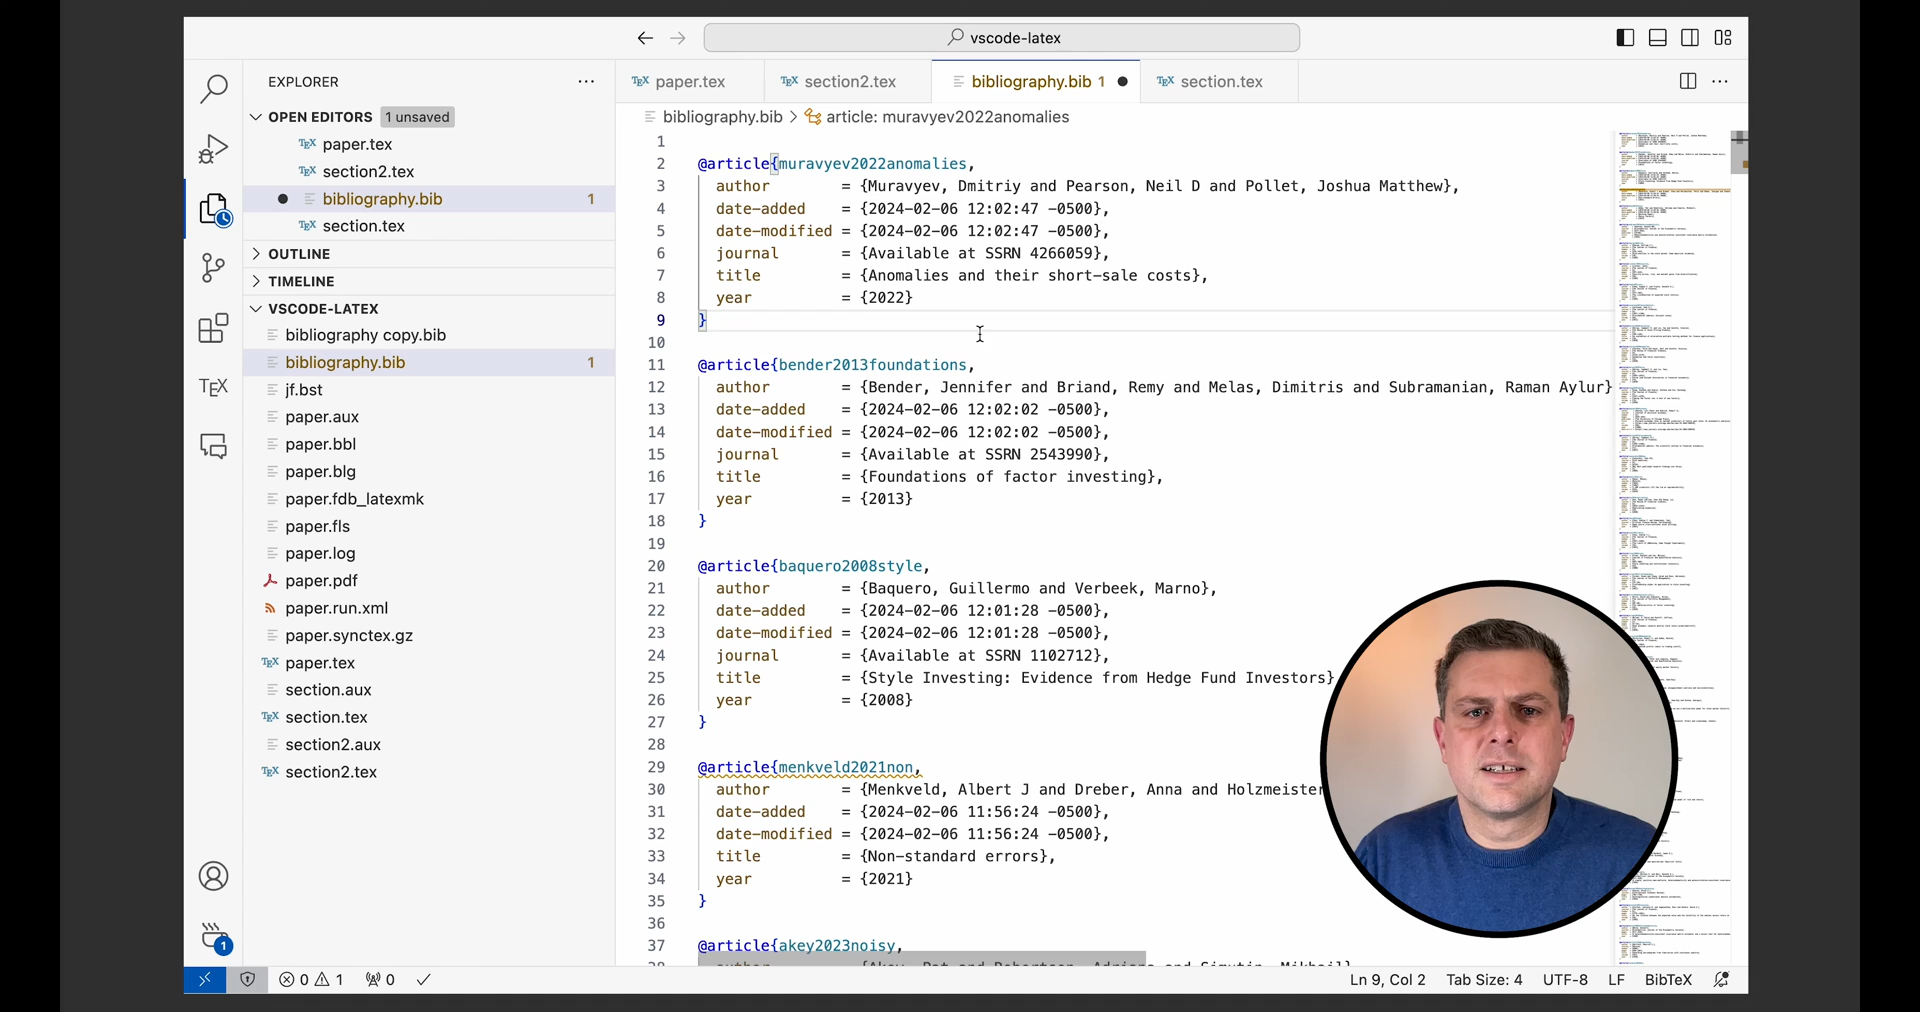 vscode-latex
EXPLORER
OPEN EDITORS 1 unsaved
TEX paper.tex
TEX section2.tex
bibliography.bib 1
TEX section.tex
OUTLINE
TIMELINE
VSCODE-LATEX
bibliography copy.bib
bibliography.bib 1
jf.bst
paper.aux
paper.bbl
paper.blg
paper.fdb_latexmk
paper.fls
paper.log
paper.pdf
paper.run.xml
paper.synctex.gz
TEX paper.tex
section.aux
TEX section.tex
section2.aux
TEX section2.tex
TEX
1
TEX paper.tex TEX section2.tex bibliography.bib 1 TEX section.tex
bibliography.bib > article: muravyev2022anomalies
1
2 @article{muravyev2022anomalies,
3 author = {Muravyev, Dmitriy and Pearson, Neil D and Pollet, Joshua Matthew},
4 date-added = {2024-02-06 12:02:47 -0500},
5 date-modified = {2024-02-06 12:02:47 -0500},
6 journal = {Available at SSRN 4266059},
7 title = {Anomalies and their short-sale costs},
8 year = {2022}
9 }
10
11 @article{bender2013foundations,
12 author = {Bender, Jennifer and Briand, Remy and Melas, Dimitris and Subramanian, Raman Aylur}
13 date-added = {2024-02-06 12:02:02 -0500},
14 date-modified = {2024-02-06 12:02:02 -0500},
15 journal = {Available at SSRN 2543990},
16 title = {Foundations of factor investing},
17 year = {2013}
18 }
19
20 @article{baquero2008style,
21 author = {Baquero, Guillermo and Verbeek, Marno},
22 date-added = {2024-02-06 12:01:28 -0500},
23 date-modified = {2024-02-06 12:01:28 -0500},
24 journal = {Available at SSRN 1102712},
25 title = {Style Investing: Evidence from Hedge Fund Investors}
26 year = {2008}
27 }
28
29 @article{menkveld2021non,
30 author = {Menkveld, Albert J and Dreber, Anna and Holzmeister
31 date-added = {2024-02-06 11:56:24 -0500},
32 date-modified = {2024-02-06 11:56:24 -0500},
33 title = {Non-standard errors},
34 year = {2021}
35 }
36
37 @article{akey2023noisy,
0 1 0 Ln 9, Col 2 Tab Size: 4 UTF-8 LF BibTeX